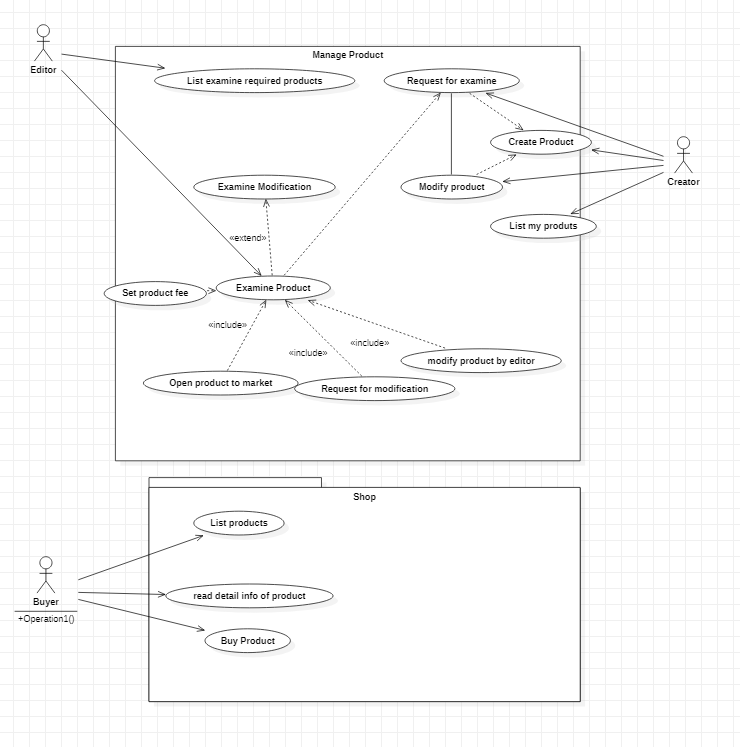 Editor
Manage Product
List examine required products
Request for examine
Create Product
Creator
Examine Modification
Modify product
List my produts
«extend»
Set product fee
Examine Product
«include»
«include»
«include»
modify product by editor
Open product to market
Request for modification
Shop
List products
Buyer
+Operation1()
read detail info of product
Buy Product